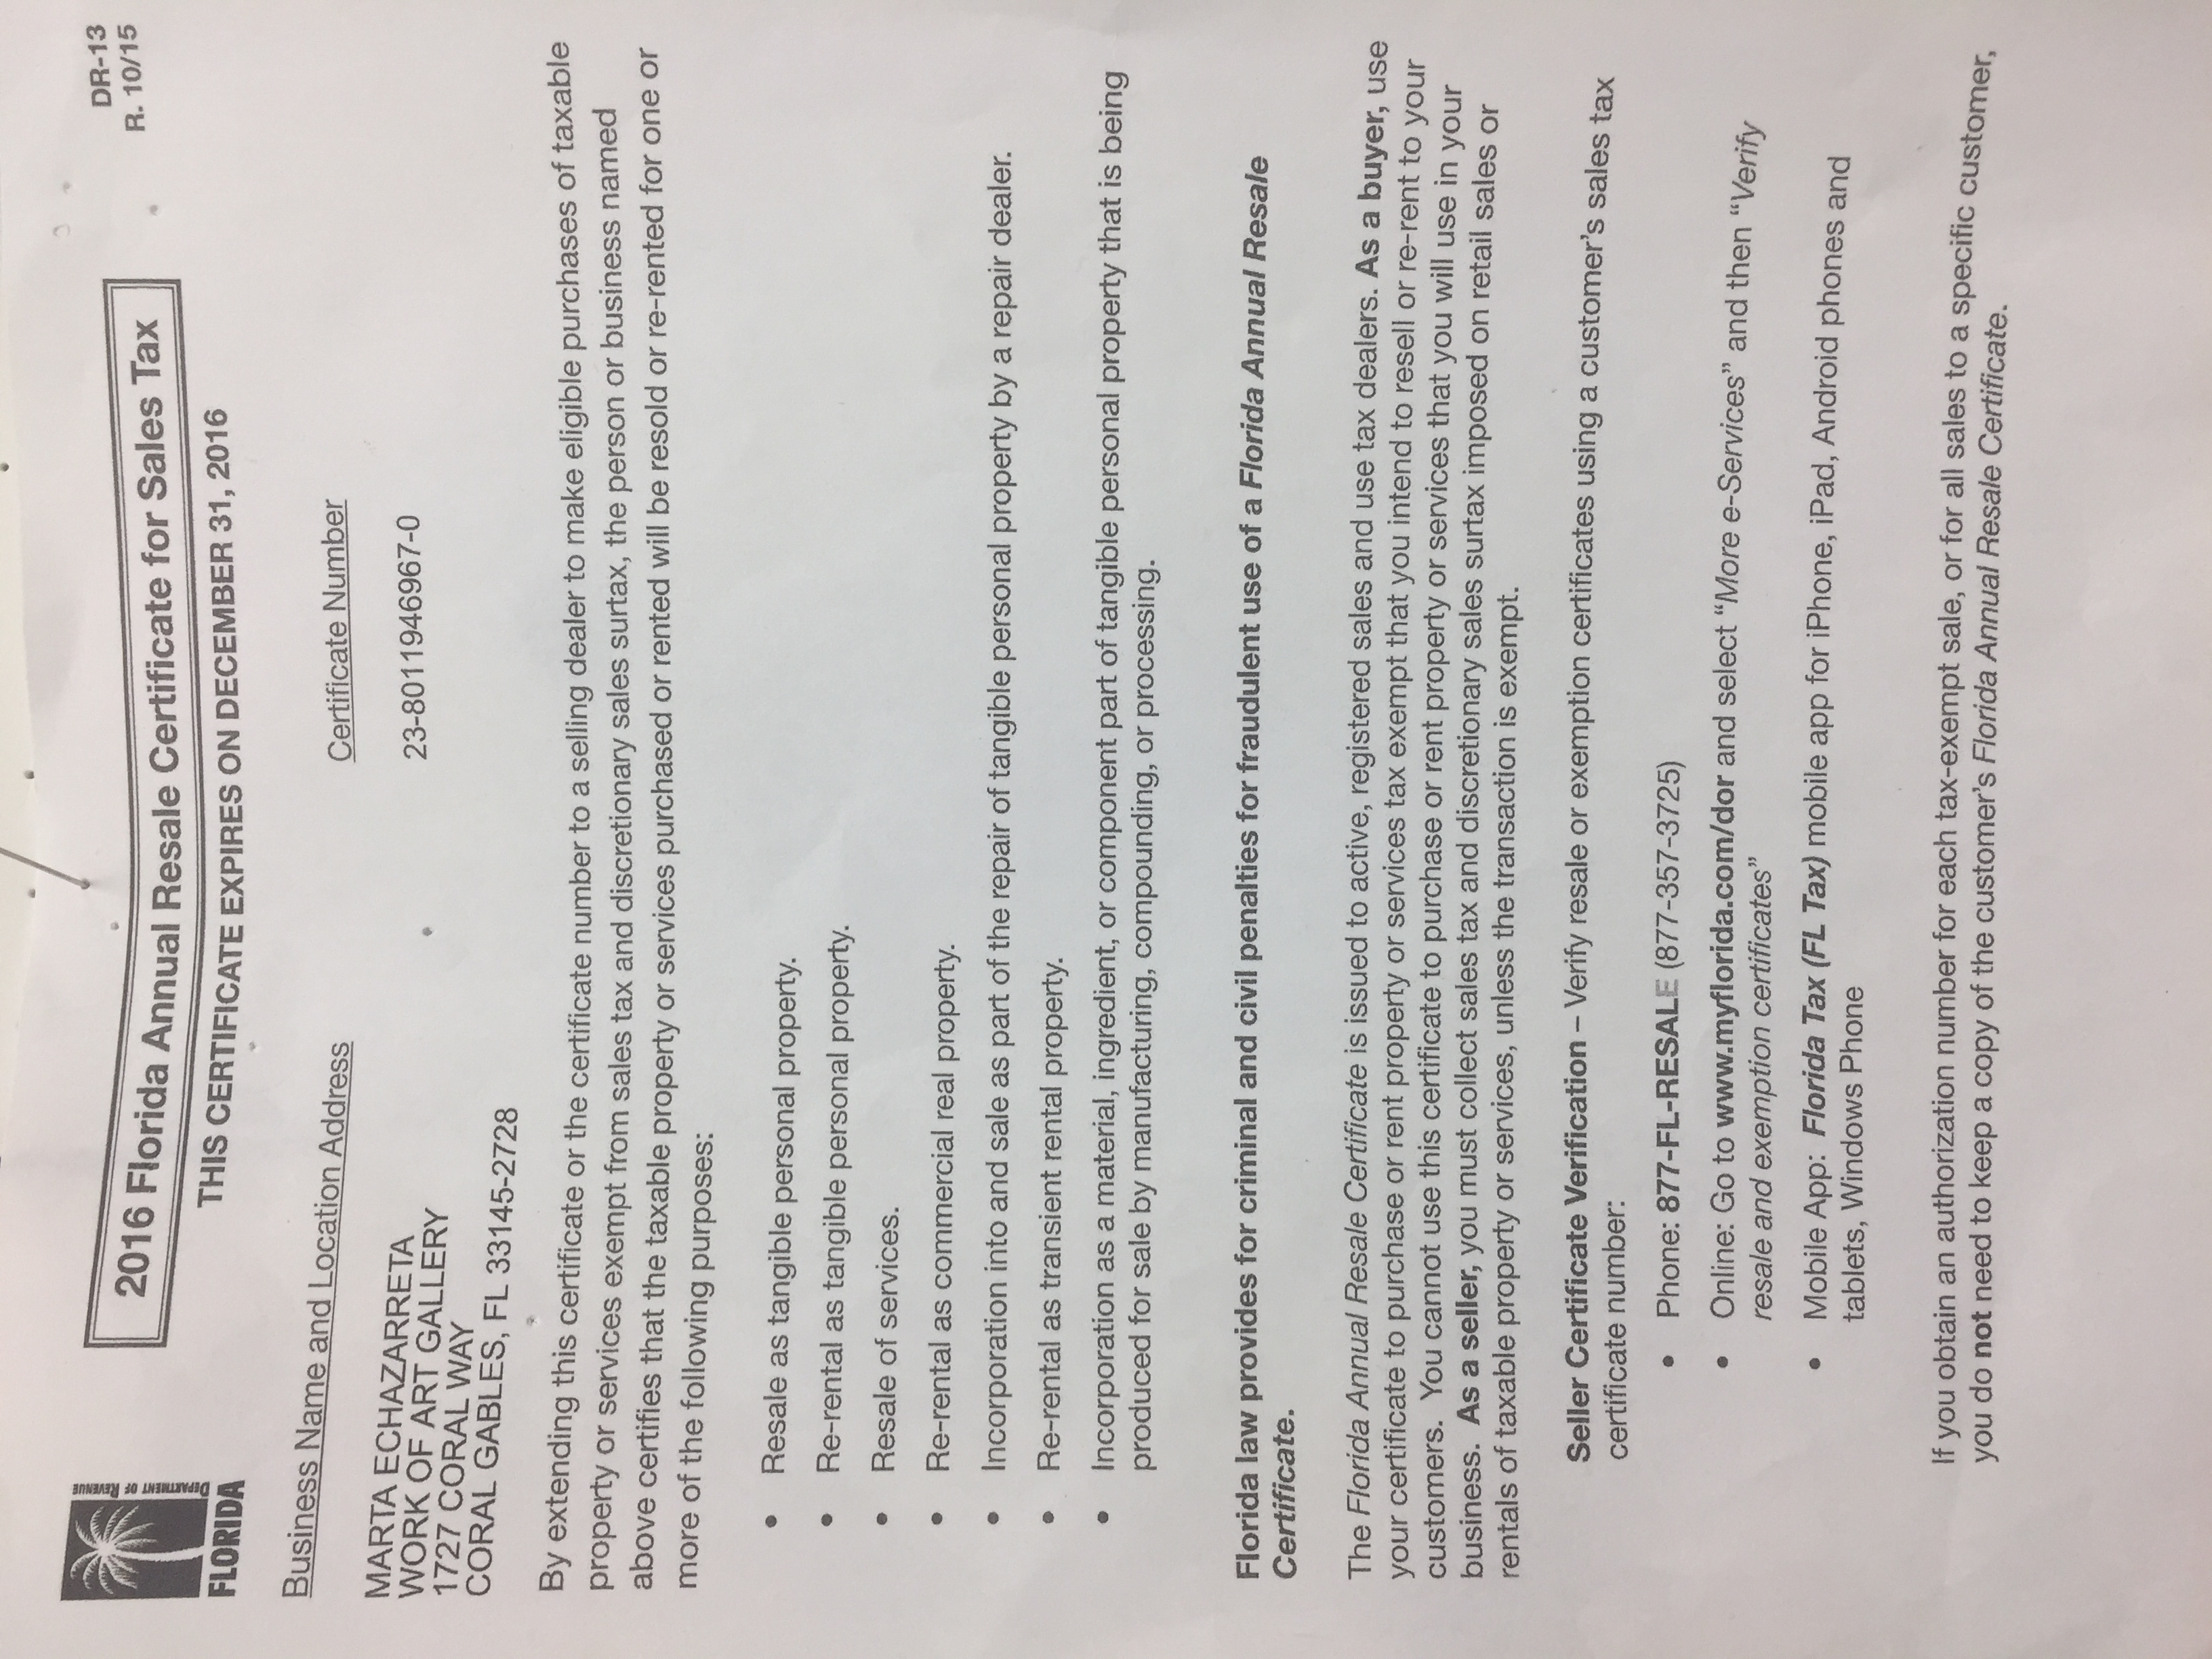 DEPARTMENT OF REVENUE
FLORIDA
DR-13
R. 10/15
2016 Florida Annual Resale Certificate for Sales Tax
THIS CERTIFICATE EXPIRES ON DECEMBER 31, 2016
Business Name and Location Address
Certificate Number
MARTA ECHAZARRETA
WORK OF ART GALLERY
1727 CORAL WAY
CORAL GABLES, FL 33145-2728
23-8011946967-0
By extending this certificate or the certificate number to a selling dealer to make eligible purchases of taxable
property or services exempt from sales tax and discretionary sales surtax, the person or business named
above certifies that the taxable property or services purchased or rented will be resold or re-rented for one or
more of the following purposes:
• Resale as tangible personal property.
• Re-rental as tangible personal property.
• Resale of services.
• Re-rental as commercial real property.
• Incorporation into and sale as part of the repair of tangible personal property by a repair dealer.
• Re-rental as transient rental property.
• Incorporation as a material, ingredient, or component part of tangible personal property that is being
produced for sale by manufacturing, compounding, or processing.
Florida law provides for criminal and civil penalties for fraudulent use of a Florida Annual Resale
Certificate.
The Florida Annual Resale Certificate is issued to active, registered sales and use tax dealers. As a buyer, use
your certificate to purchase or rent property or services tax exempt that you intend to resell or re-rent to your
customers. You cannot use this certificate to purchase or rent property or services that you will use in your
business. As a seller, you must collect sales tax and discretionary sales surtax imposed on retail sales or
rentals of taxable property or services, unless the transaction is exempt.
Seller Certificate Verification – Verify resale or exemption certificates using a customer's sales tax
certificate number:
• Phone: 877-FL-RESALE (877-357-3725)
• Online: Go to www.myflorida.com/dor and select “More e-Services” and then “Verify
resale and exemption certificates”
• Mobile App: Florida Tax (FL Tax) mobile app for iPhone, iPad, Android phones and
tablets, Windows Phone
If you obtain an authorization number for each tax-exempt sale, or for all sales to a specific customer,
you do not need to keep a copy of the customer's Florida Annual Resale Certificate.